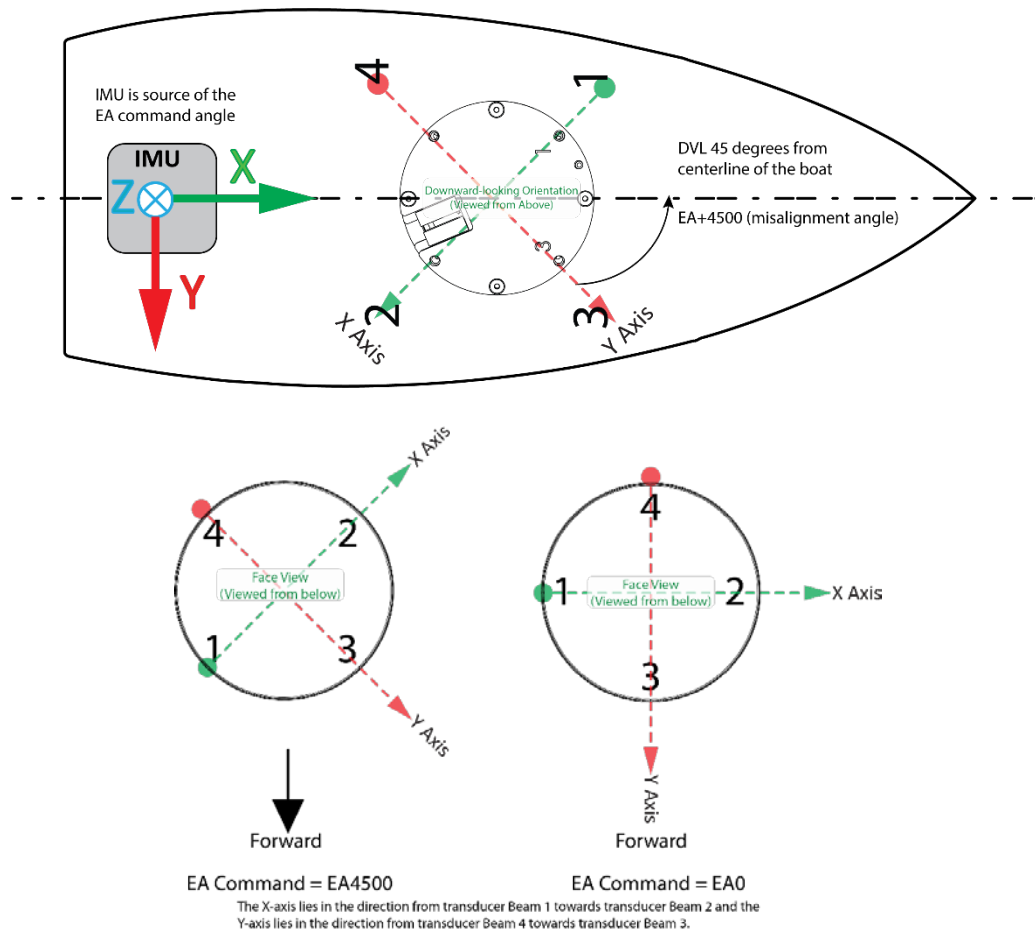 4
1
IMU is source of the
EA command angle
IMU
X
Z
Y
DVL 45 degrees from
centerline of the boat
EA+4500 (misalignment angle)
1
Downward-looking Orientation
(Viewed from Above)
3
2
X Axis
3
Y Axis
X Axis
4
2
Face View
(Viewed from below)
1
3
Y Axis
Forward
EA Command = EA4500
4
1
Face View
(Viewed from below)
2
X Axis
3
Y Axis
Forward
EA Command = EA0
The X-axis lies in the direction from transducer Beam 1 towards transducer Beam 2 and the
Y-axis lies in the direction from transducer Beam 4 towards transducer Beam 3.